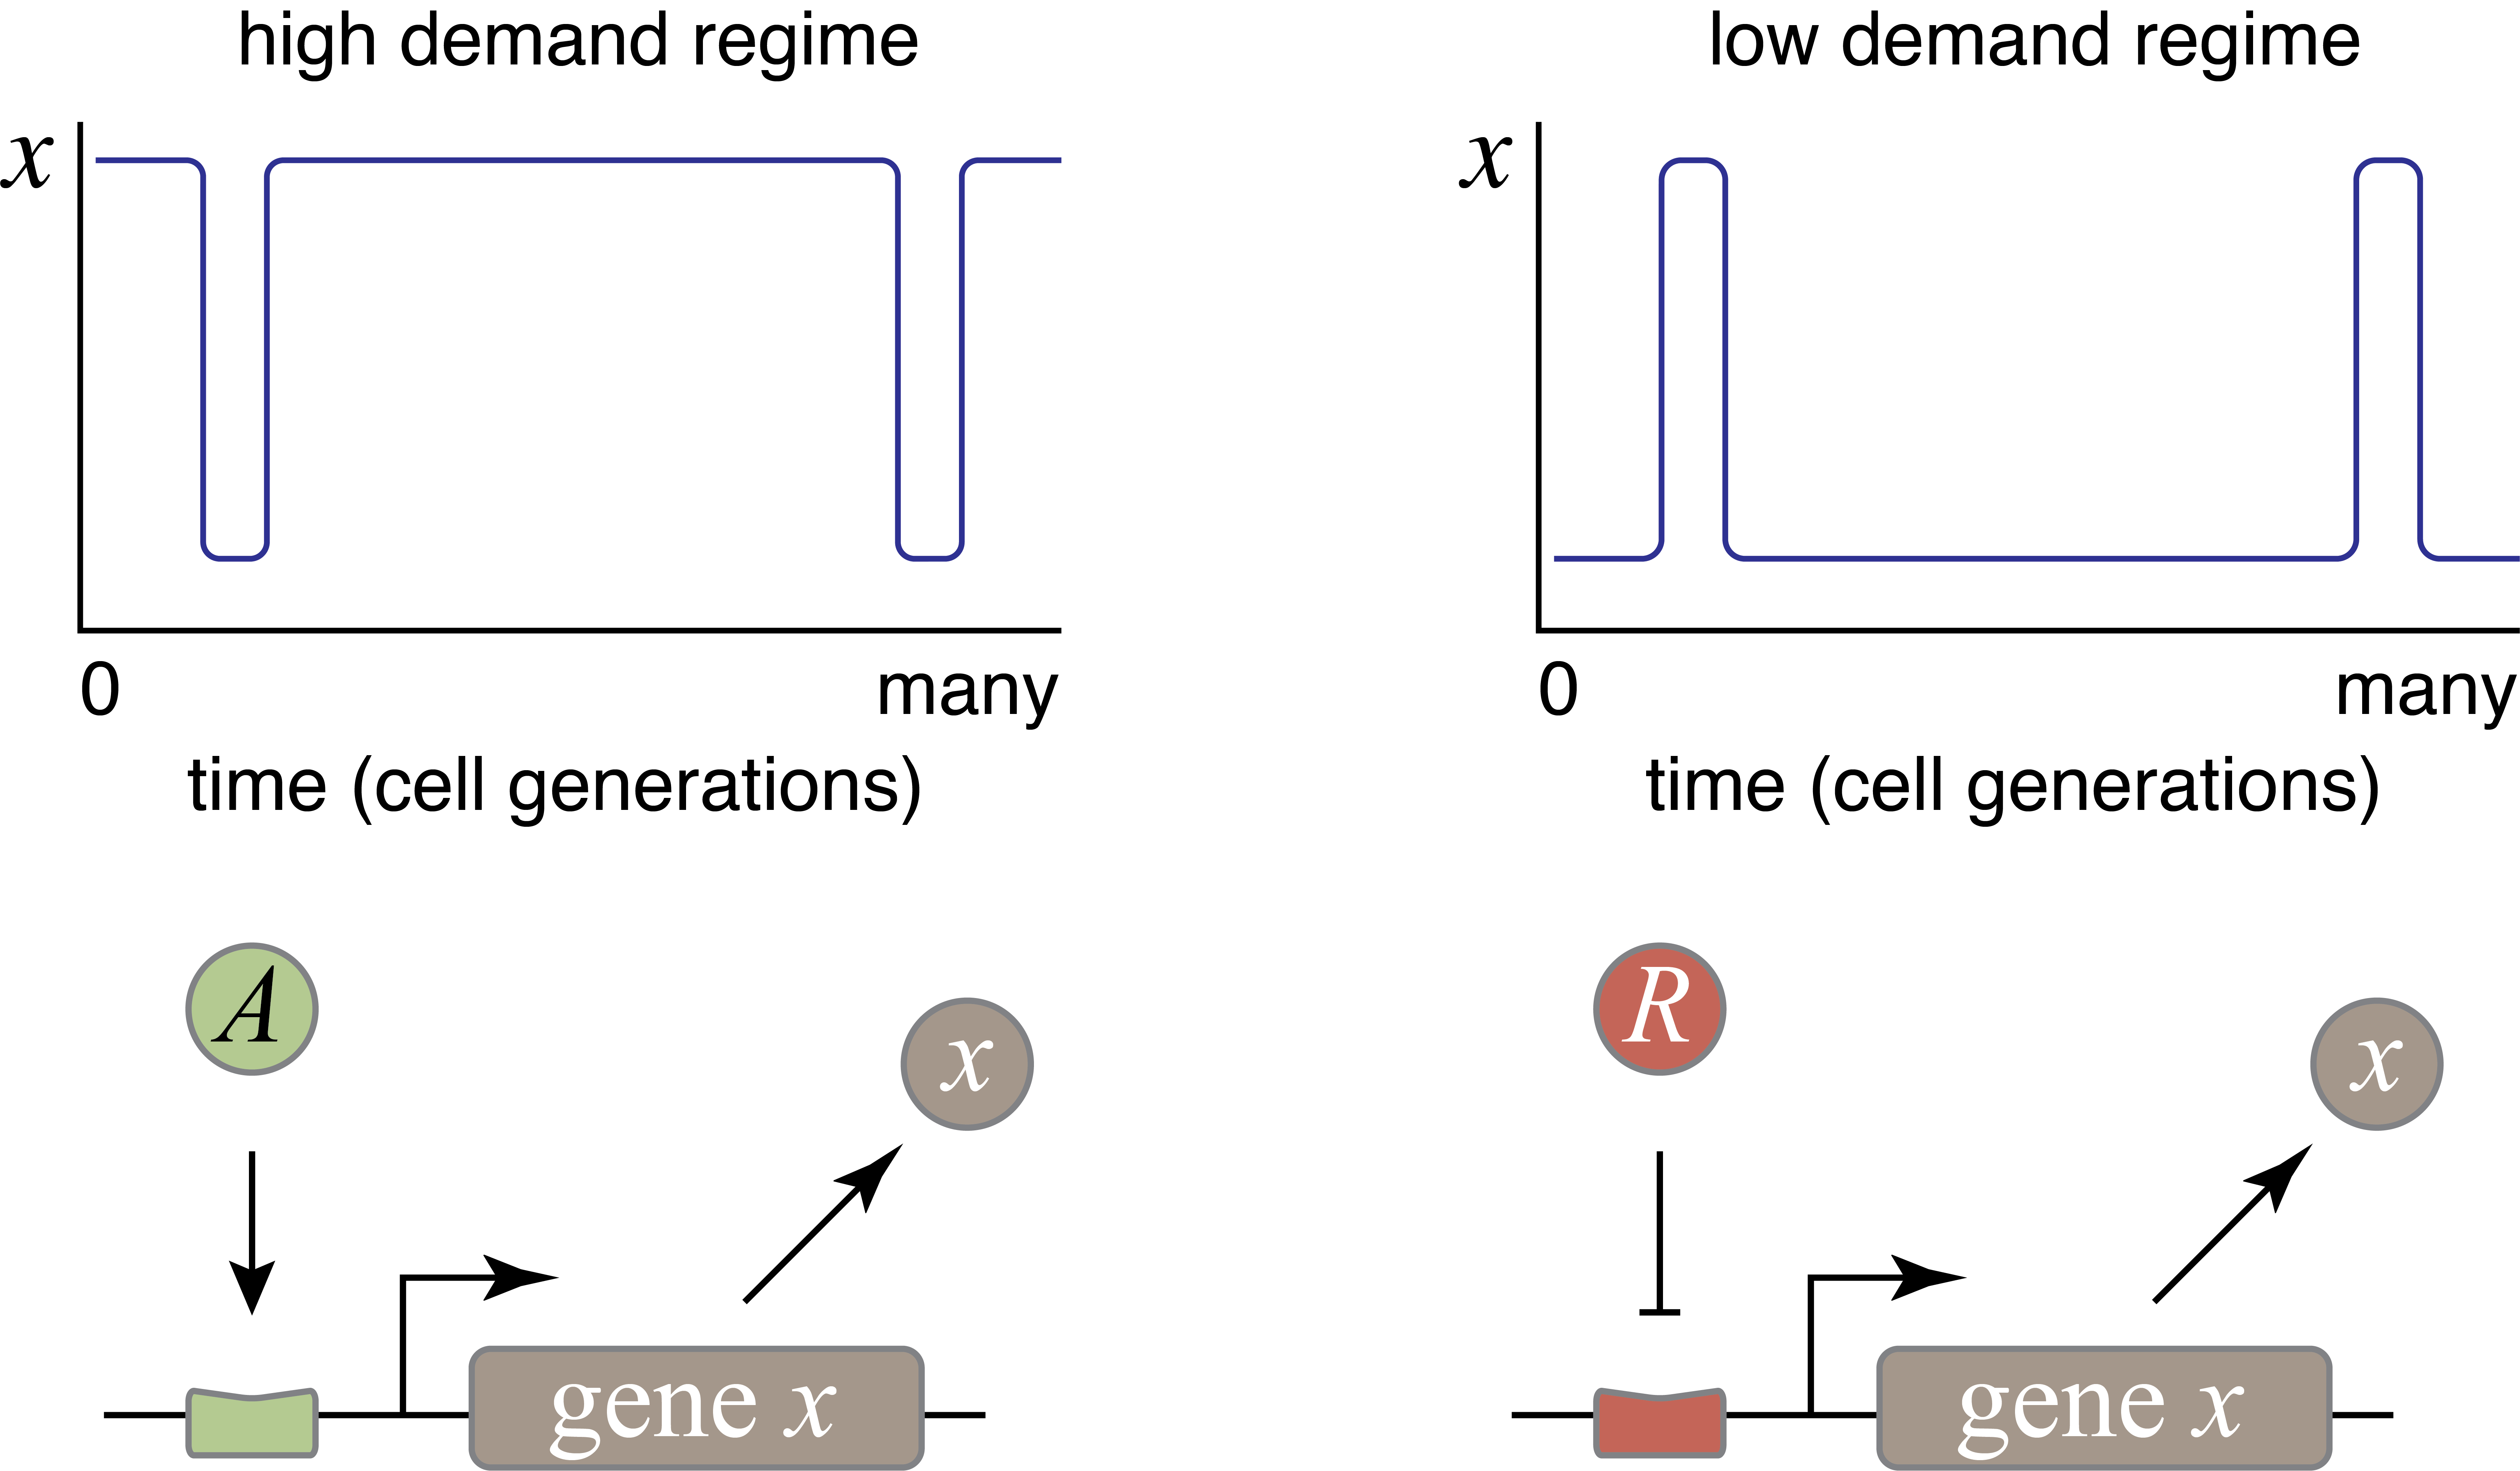 high demand regime
x
0 many
time (cell generations)
A
x
gene x
low demand regime
x
0 many
time (cell generations)
R
x
gene x